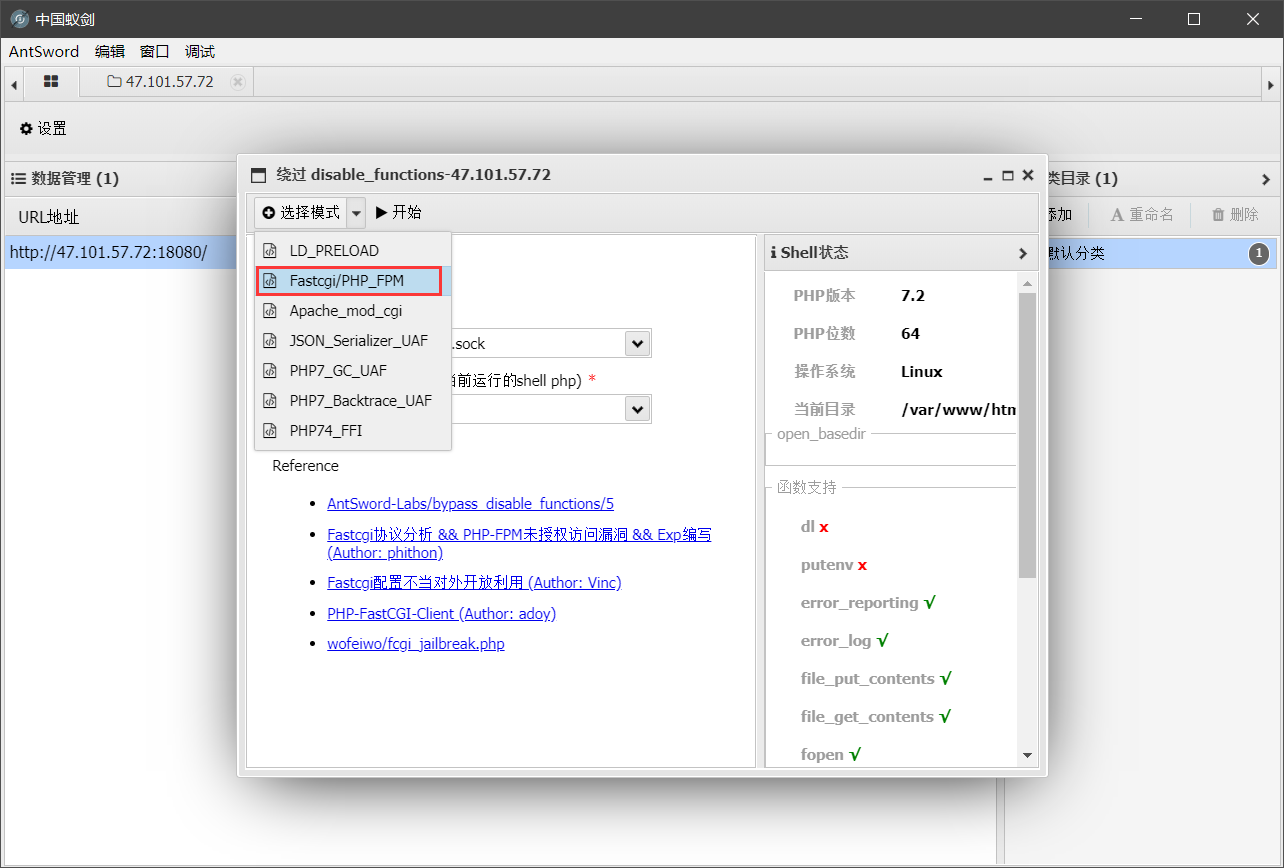 中国蚁剑
AntSword 编辑 窗口 调试
47.101.57.72
设置
数据管理 (1)
URL地址
http://47.101.57.72:18080/
绕过 disable_functions-47.101.57.72
选择模式 开始
LD_PRELOAD
Fastcgi/PHP_FPM
Apache_mod_cgi
JSON_Serializer_UAF
PHP7_GC_UAF
PHP7_Backtrace_UAF
PHP74_FFI
.sock
当前运行的shell php) *
Reference
AntSword-Labs/bypass_disable_functions/5
Fastcgi协议分析 && PHP-FPM未授权访问漏洞 && Exp编写
(Author: phithon)
Fastcgi配置不当对外开放利用 (Author: Vinc)
PHP-FastCGI-Client (Author: adoy)
wofeiwo/fcgi_jailbreak.php
Shell状态
PHP版本 7.2
PHP位数 64
操作系统 Linux
当前目录 /var/www/htm
open_basedir
函数支持
dl x
putenv x
error_reporting √
error_log √
file_put_contents √
file_get_contents √
fopen √
类目录 (1)
添加 重命名 删除
默认分类 1